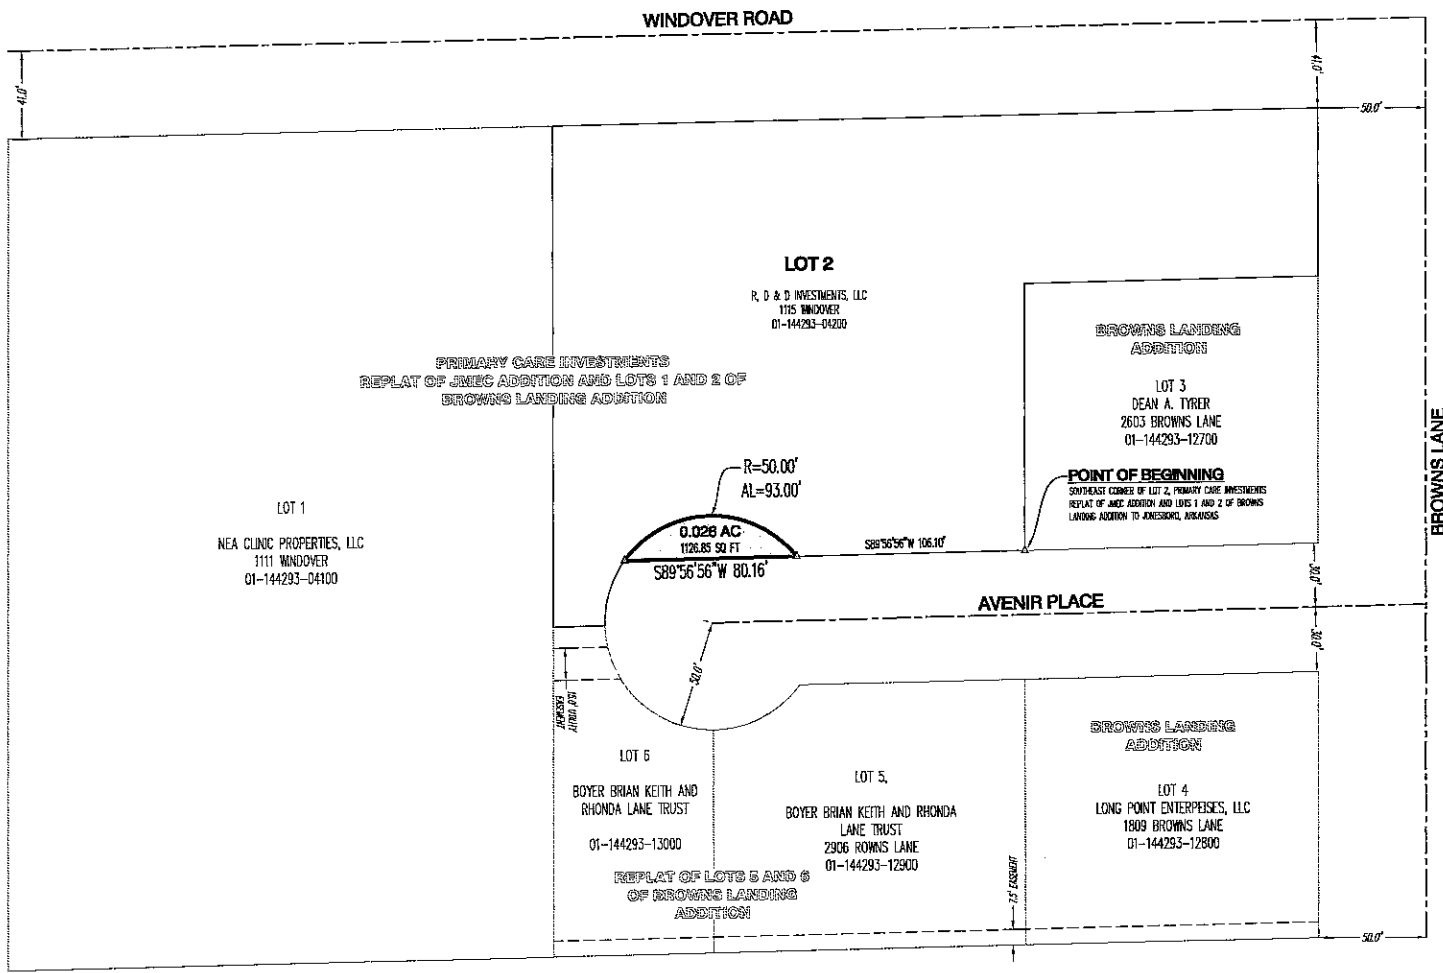 WINDOVER ROAD
41.0'
41.0'
50.0'
LOT 2
R, D & D INVESTMENTS, LLC
1115 WINDOVER
01-144293-04200
BROWNS LANDING
ADDITION
PRIMARY CARE INVESTMENTS
REPLAT OF JMEC ADDITION AND LOTS 1 AND 2 OF
BROWNS LANDING ADDITION
LOT 3
DEAN A. TYRER
2603 BROWNS LANE
01-144293-12700
BROWNS LANE
R=50.00'
AL=93.00'
POINT OF BEGINNING
SOUTHEAST CORNER OF LOT 2, PRIMARY CARE INVESTMENTS
REPLAT OF JMEC ADDITION AND LOTS 1 AND 2 OF BROWNS
LANDING ADDITION TO JONESBORO, ARKANSAS
LOT 1
NEA CLINIC PROPERTIES, LLC
1111 WINDOVER
01-144293-04100
0.026 AC
1126.85 SQ FT
S89°56'56"W 80.16'
S89°56'56"W 106.10'
30.0'
AVENIR PLACE
30.0'
50.0'
15.0' UTILITY
EASEMENT
BROWNS LANDING
ADDITION
LOT 6
BOYER BRIAN KEITH AND
RHONDA LANE TRUST
01-144293-13000
LOT 5,
BOYER BRIAN KEITH AND RHONDA
LANE TRUST
2906 ROWNS LANE
01-144293-12900
LOT 4
LONG POINT ENTERPEISES, LLC
1809 BROWNS LANE
01-144293-12800
REPLAT OF LOTS 5 AND 6
OF BROWNS LANDING
ADDITION
7.5' EASEMENT
50.0'